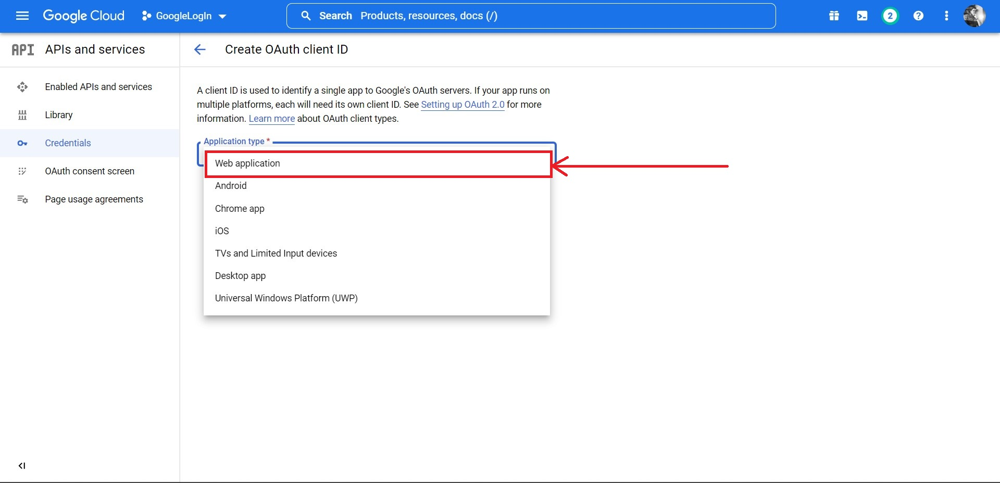 Google Cloud
GoogleLogIn
Search Products, resources, docs (/)
2
?
API APIs and services
Create OAuth client ID
Enabled APIs and services
Library
Credentials
OAuth consent screen
Page usage agreements
A client ID is used to identify a single app to Google's OAuth servers. If your app runs on
multiple platforms, each will need its own client ID. See Setting up OAuth 2.0 for more
information. Learn more about OAuth client types.
Application type *
Web application
Android
Chrome app
iOS
TVs and Limited Input devices
Desktop app
Universal Windows Platform (UWP)